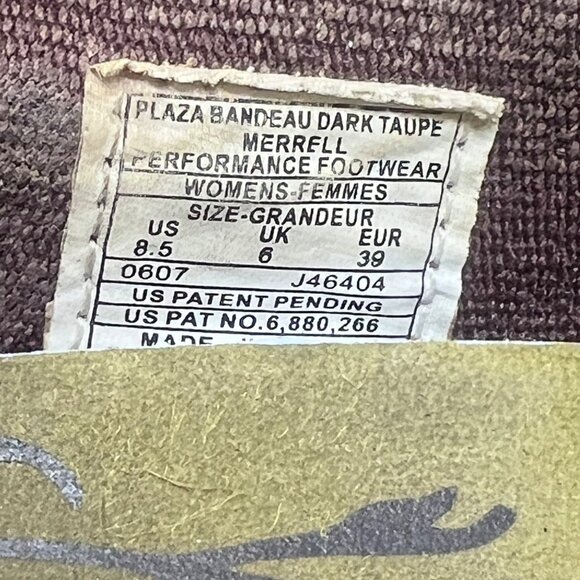 PLAZA BANDEAU DARK TAUPE
MERRELL
PERFORMANCE FOOTWEAR
WOMENS-FEMMES
SIZE-GRANDEUR
US UK EUR
8.5 6 39
0607 J46404
US PATENT PENDING
US PAT NO.6,880,266
MADE